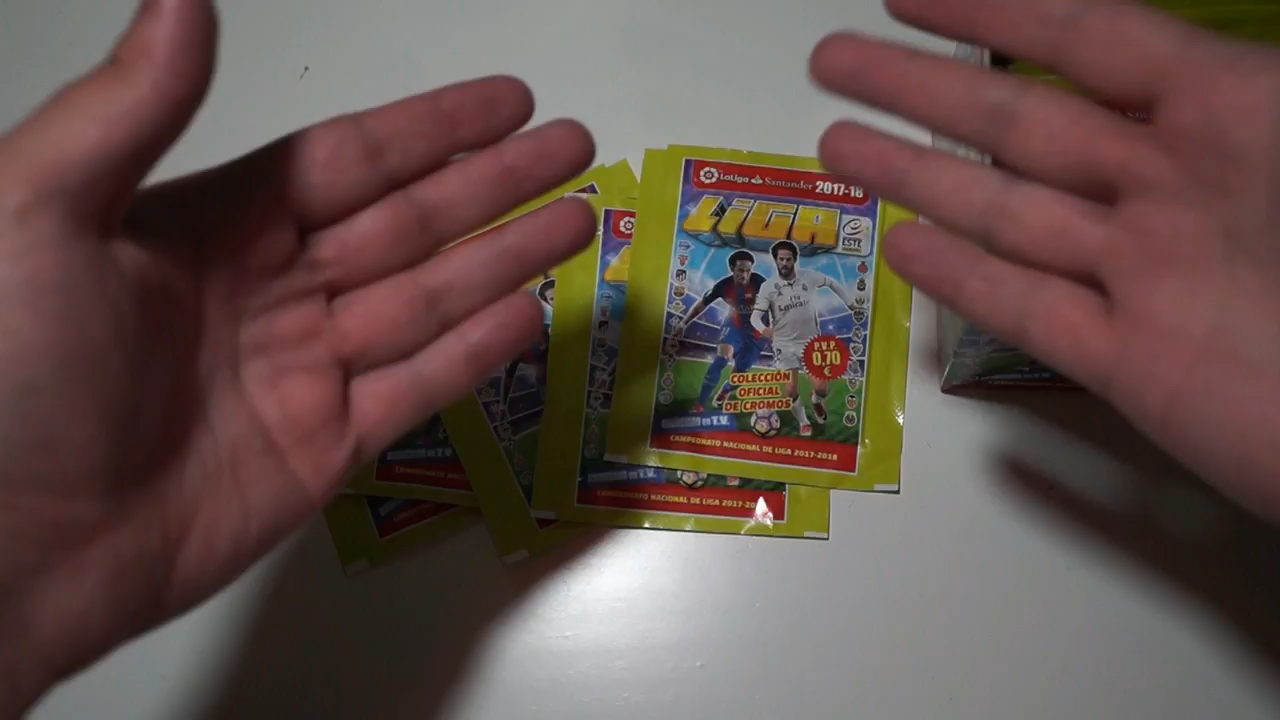 LaLiga Santander 2017-18
LiGA
ESTE
Fly
Emirates
P.V.P.
0,70
€
COLECCIÓN
OFICIAL
DE CROMOS
T.V.
CAMPEONATO NACIONAL DE LIGA 2017-2018
CAMPEONATO NACIONAL DE LIGA 2017-20